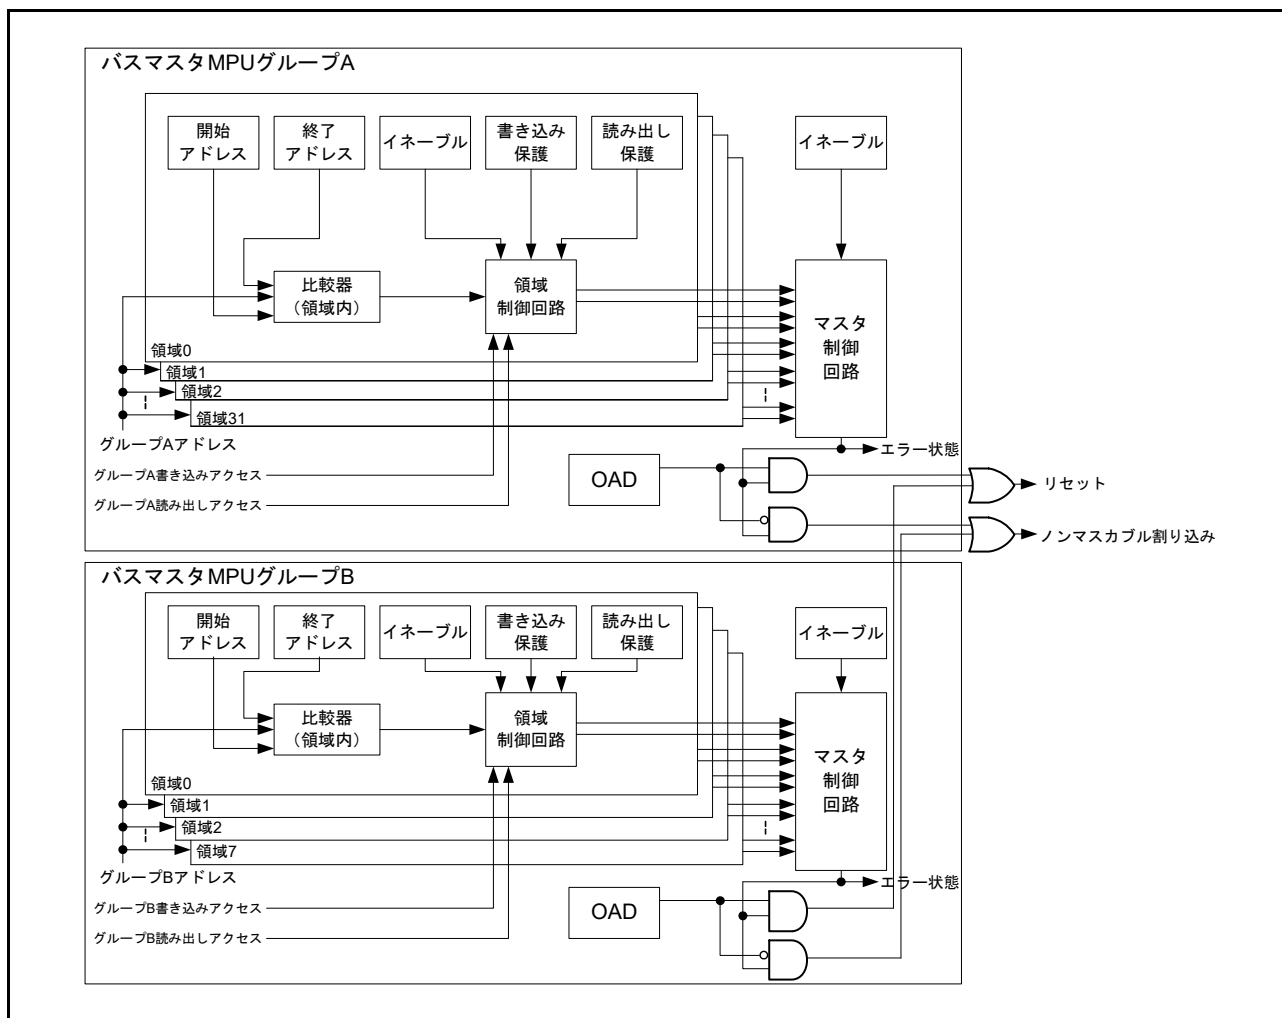 バスマスタMPUグループA
開始
アドレス
終了
アドレス
イネーブル
書き込み
保護
読み出し
保護
イネーブル
比較器
（領域内）
領域
制御回路
マスタ
制御
回路
領域0
領域1
領域2
領域31
グループAアドレス
グループA書き込みアクセス
グループA読み出しアクセス
OAD
エラー状態
リセット
ノンマスカブル割り込み
バスマスタMPUグループB
開始
アドレス
終了
アドレス
イネーブル
書き込み
保護
読み出し
保護
イネーブル
比較器
（領域内）
領域
制御回路
マスタ
制御
回路
領域0
領域1
領域2
領域7
グループBアドレス
グループB書き込みアクセス
グループB読み出しアクセス
OAD
エラー状態